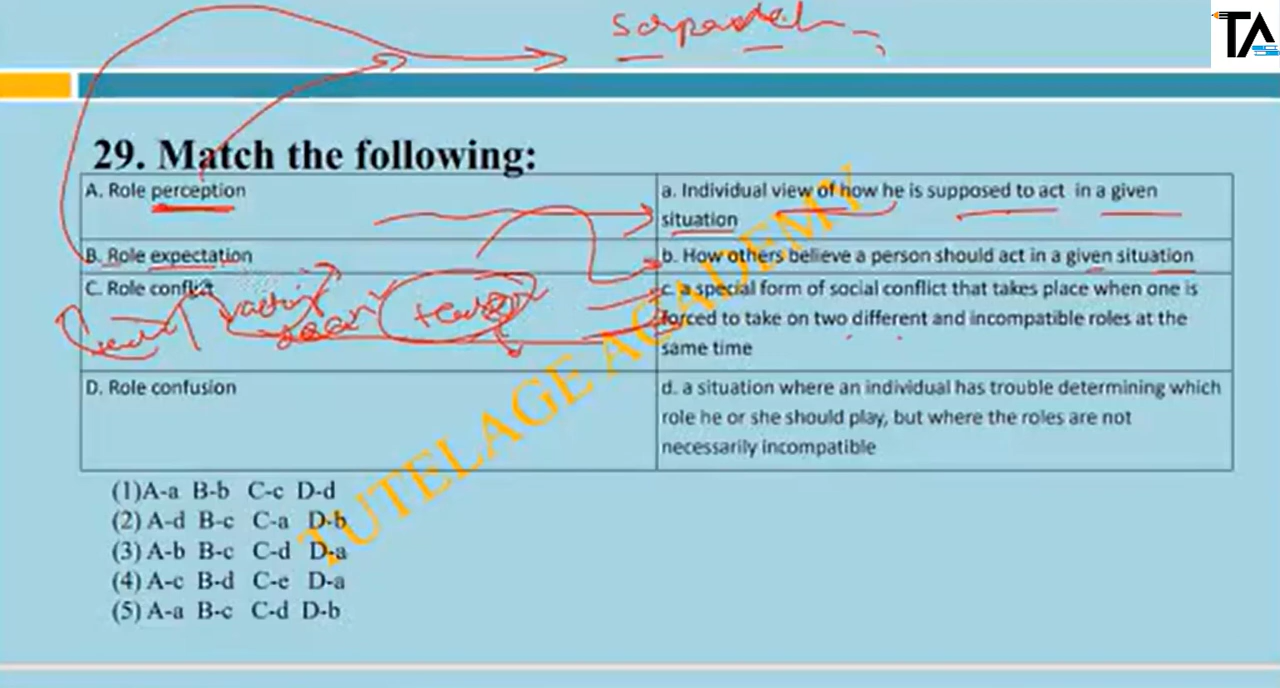 TA
29. Match the following:
A. Role perception
a. Individual view of how he is supposed to act in a given
situation
B. Role expectation
b. How others believe a person should act in a given situation
C. Role conflict
c. a special form of social conflict that takes place when one is
forced to take on two different and incompatible roles at the
same time
D. Role confusion
d. a situation where an individual has trouble determining which
role he or she should play, but where the roles are not
necessarily incompatible
TUTELAGE ACADEMY
(1)A-a B-b C-c D-d
(2) A-d B-c C-a D-b
(3) A-b B-c C-d D-a
(4) A-c B-d C-e D-a
(5) A-a B-c C-d D-b